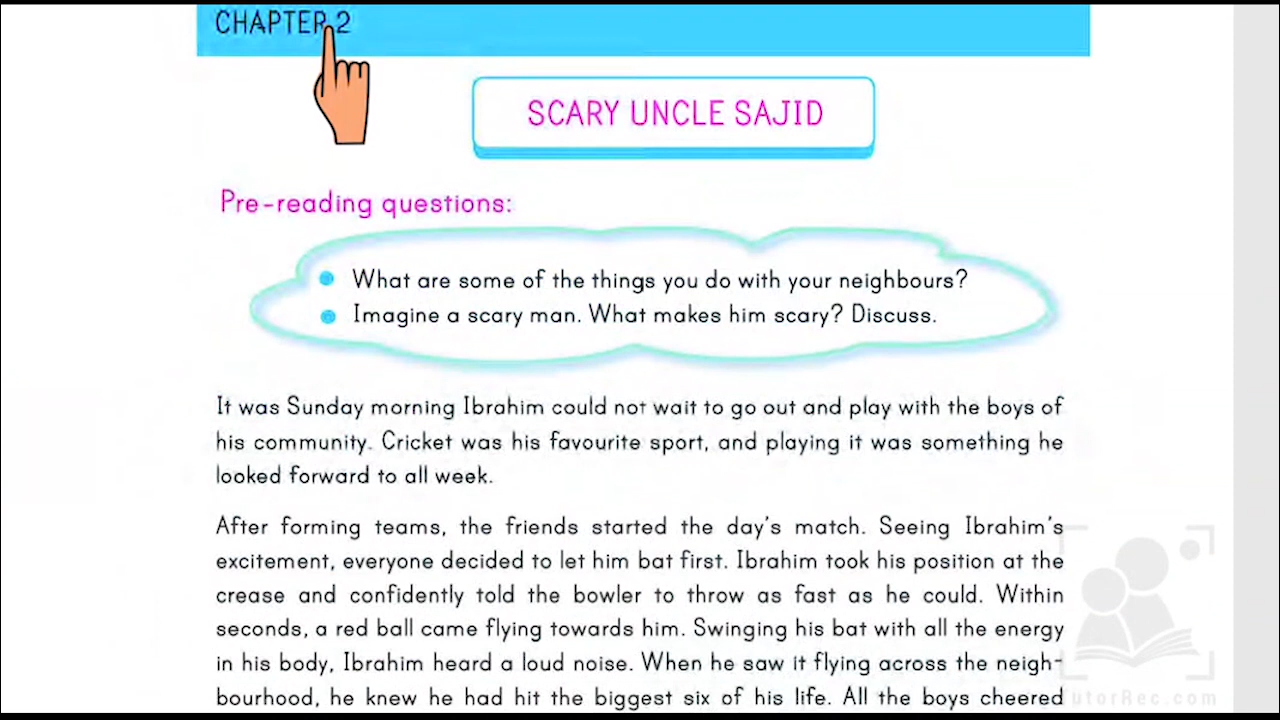 CHAPTER 2
SCARY UNCLE SAJID
Pre-reading questions:
What are some of the things you do with your neighbours?
Imagine a scary man. What makes him scary? Discuss.
It was Sunday morning Ibrahim could not wait to go out and play with the boys of
his community. Cricket was his favourite sport, and playing it was something he
looked forward to all week.
After forming teams, the friends started the day's match. Seeing Ibrahim's
excitement, everyone decided to let him bat first. Ibrahim took his position at the
crease and confidently told the bowler to throw as fast as he could. Within
seconds, a red ball came flying towards him. Swinging his bat with all the energy
in his body, Ibrahim heard a loud noise. When he saw it flying across the neigh-
bourhood, he knew he had hit the biggest six of his life. All the boys cheered